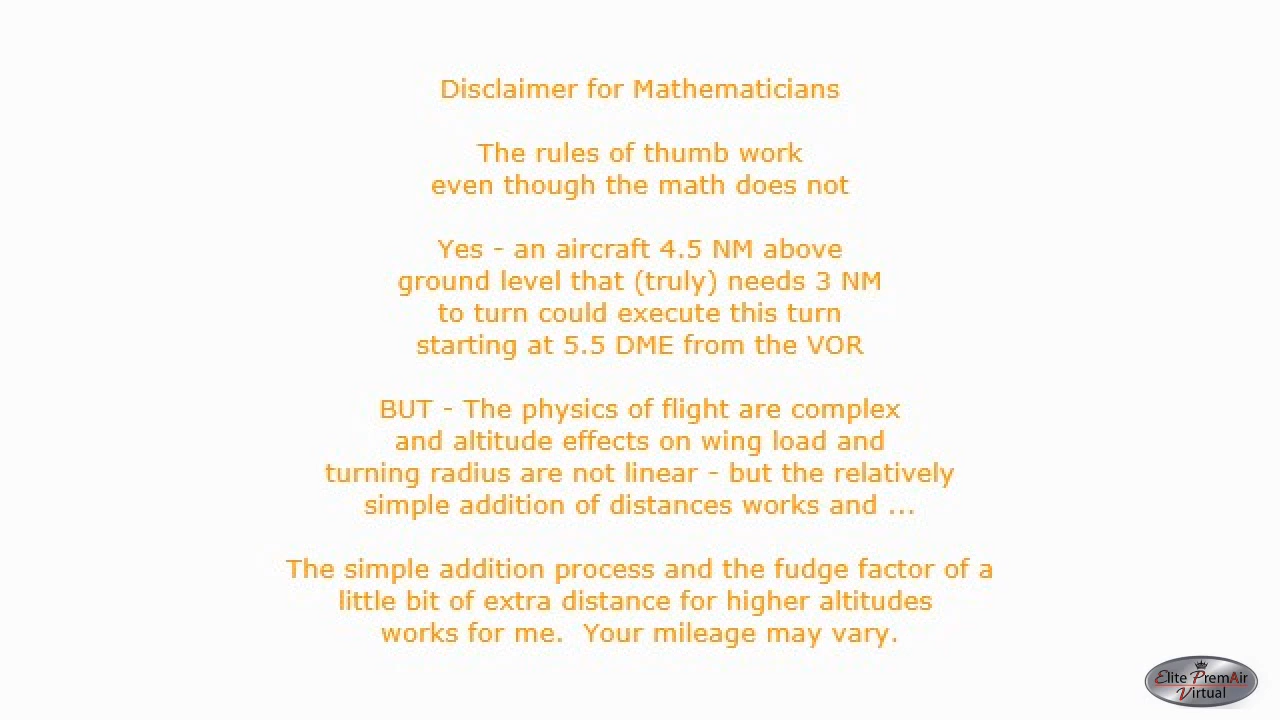 Disclaimer for Mathematicians
The rules of thumb work
even though the math does not
Yes - an aircraft 4.5 NM above
ground level that (truly) needs 3 NM
to turn could execute this turn
starting at 5.5 DME from the VOR
BUT - The physics of flight are complex
and altitude effects on wing load and
turning radius are not linear - but the relatively
simple addition of distances works and ...
The simple addition process and the fudge factor of a
little bit of extra distance for higher altitudes
works for me.  Your mileage may vary.
Elite PremAir
Virtual